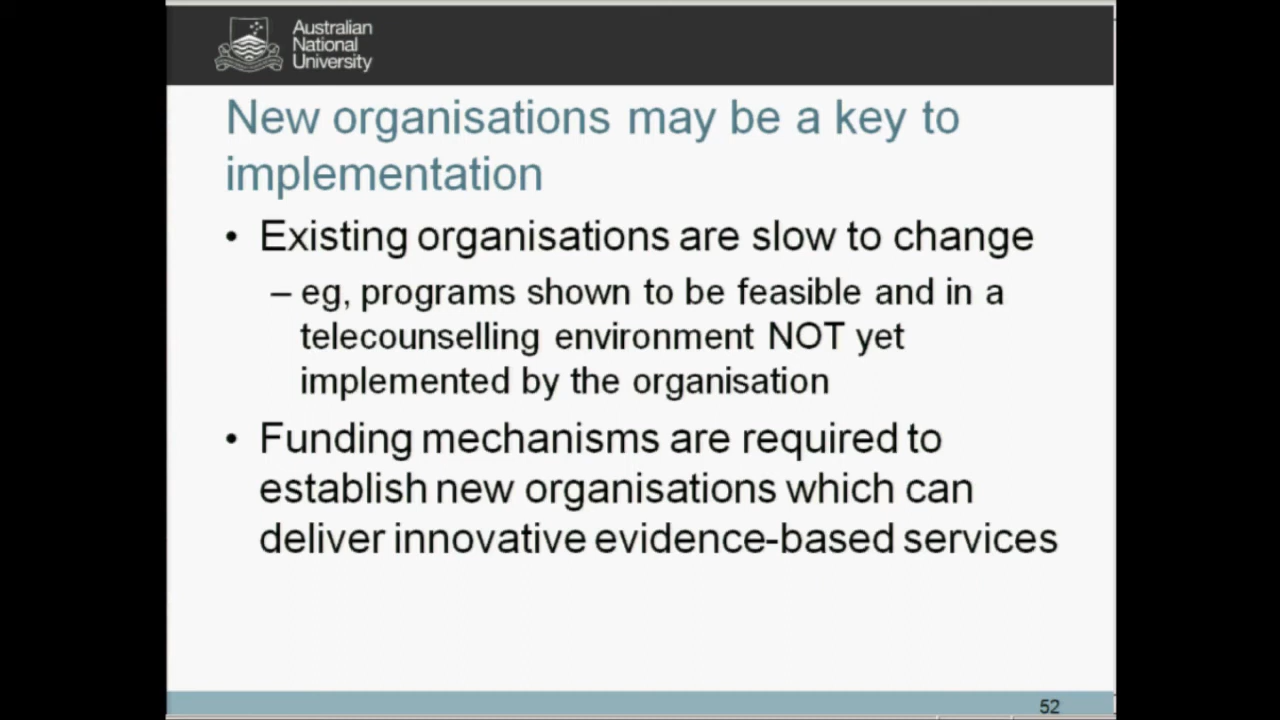 Australian
National
University
New organisations may be a key to
implementation
• Existing organisations are slow to change
– eg, programs shown to be feasible and in a
telecounselling environment NOT yet
implemented by the organisation
• Funding mechanisms are required to
establish new organisations which can
deliver innovative evidence-based services
52